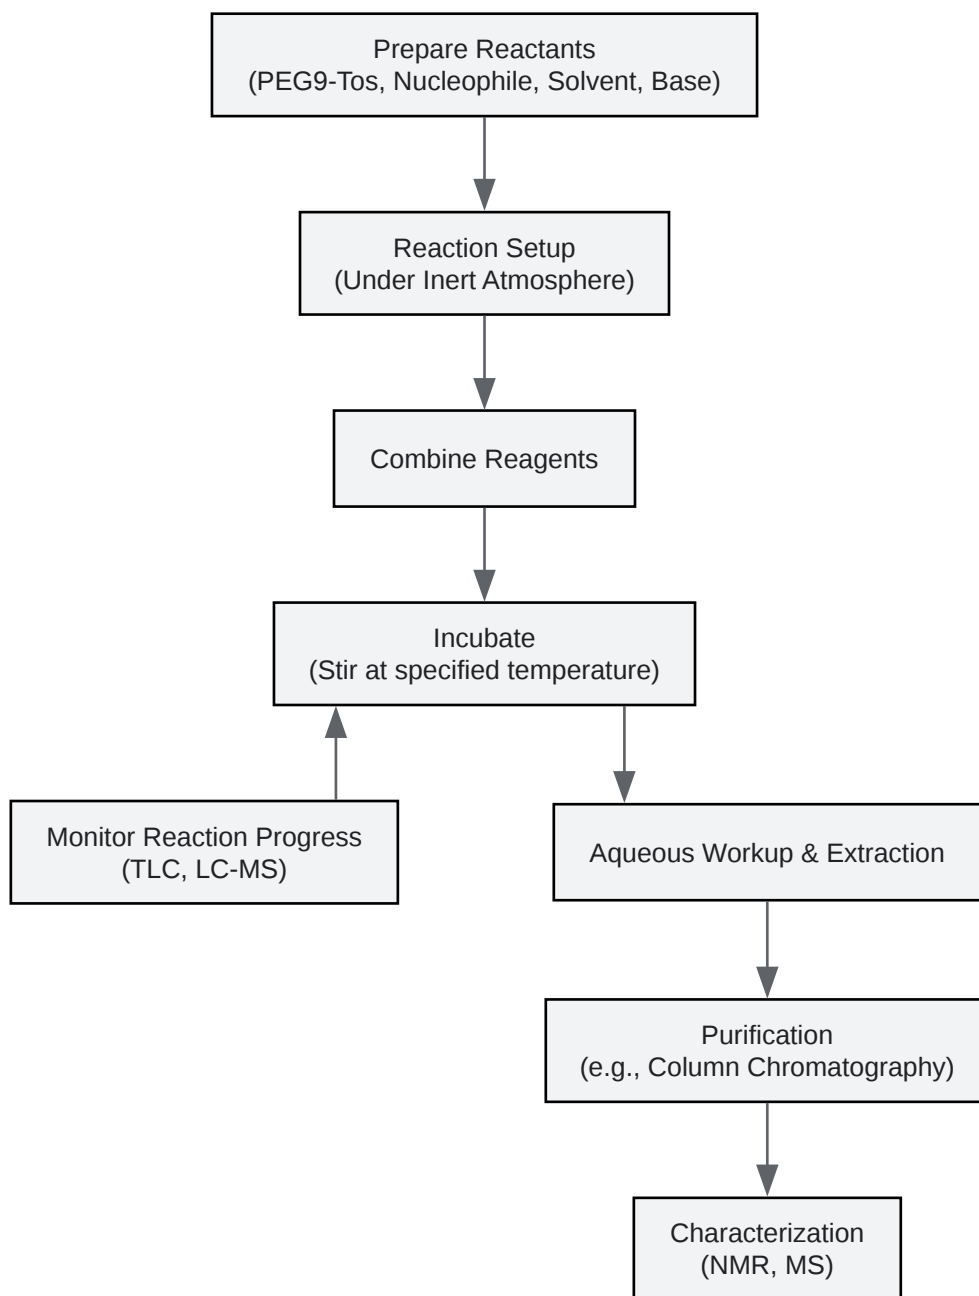 Prepare Reactants
(PEG9-Tos, Nucleophile, Solvent, Base)
Reaction Setup
(Under Inert Atmosphere)
Combine Reagents
Incubate
(Stir at specified temperature)
Monitor Reaction Progress
(TLC, LC-MS)
Aqueous Workup & Extraction
Purification
(e.g., Column Chromatography)
Characterization
(NMR, MS)